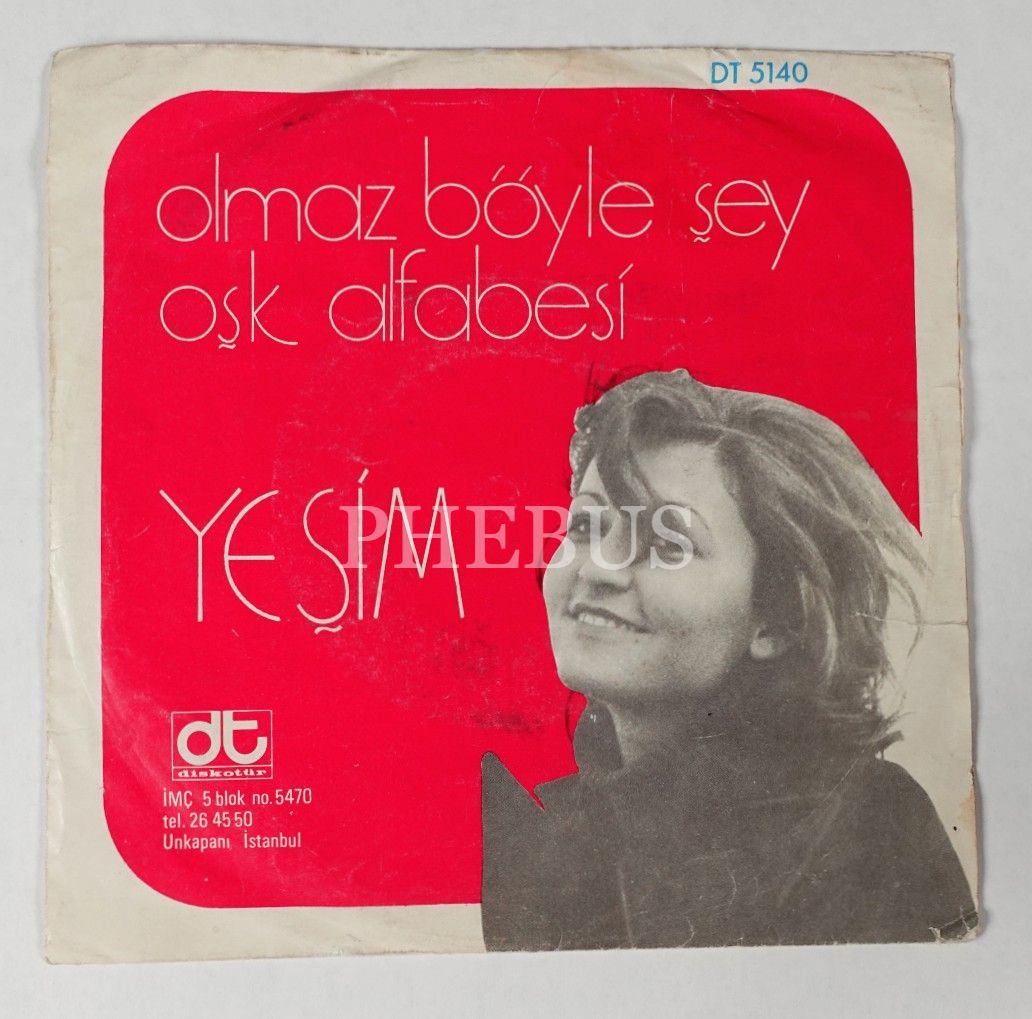 DT 5140
olmaz böyle şey
aşk alfabesi
YEŞİM
PHEBUS
dt
diskotür
İMÇ 5 blok no. 5470
tel. 26 45 50
Unkapanı İstanbul